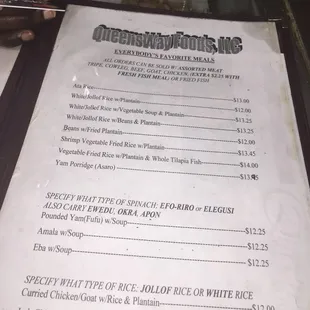 QueensWay Foods, LLC
EVERYBODY'S FAVORITE MEALS
ALL ORDERS CAN BE SOLD W/ ASSORTED MEAT
TRIPE, COWLEG, BEEF, GOAT, CHICKEN, (EXTRA $2.75 WITH
FRESH FISH MEAL) OR FRIED FISH
Ata Rice
White/Jollof Rice w/Plantain $13.00
White/Jollof Rice w/Vegetable Soup & Plantain $12.00
White/Jollof Rice w/Beans & Plantain $13.25
Beans w/Fried Plantain $13.25
Shrimp Vegetable Fried Rice w/Plantain $12.00
Vegetable Fried Rice w/Plantain & Whole Tilapia Fish $13.45
Yam Porridge (Asaro) $14.00
SPECIFY WHAT TYPE OF SPINACH: EFO-RIRO or ELEGUSI
ALSO CARRY EWEDU, OKRA, APON
Pounded Yam(Fufu) w/Soup $12.25
Amala w/Soup $12.25
Eba w/Soup $12.25
SPECIFY WHAT TYPE OF RICE: JOLLOF RICE OR WHITE RICE
Curried Chicken/Goat w/Rice & Plantain $12.00